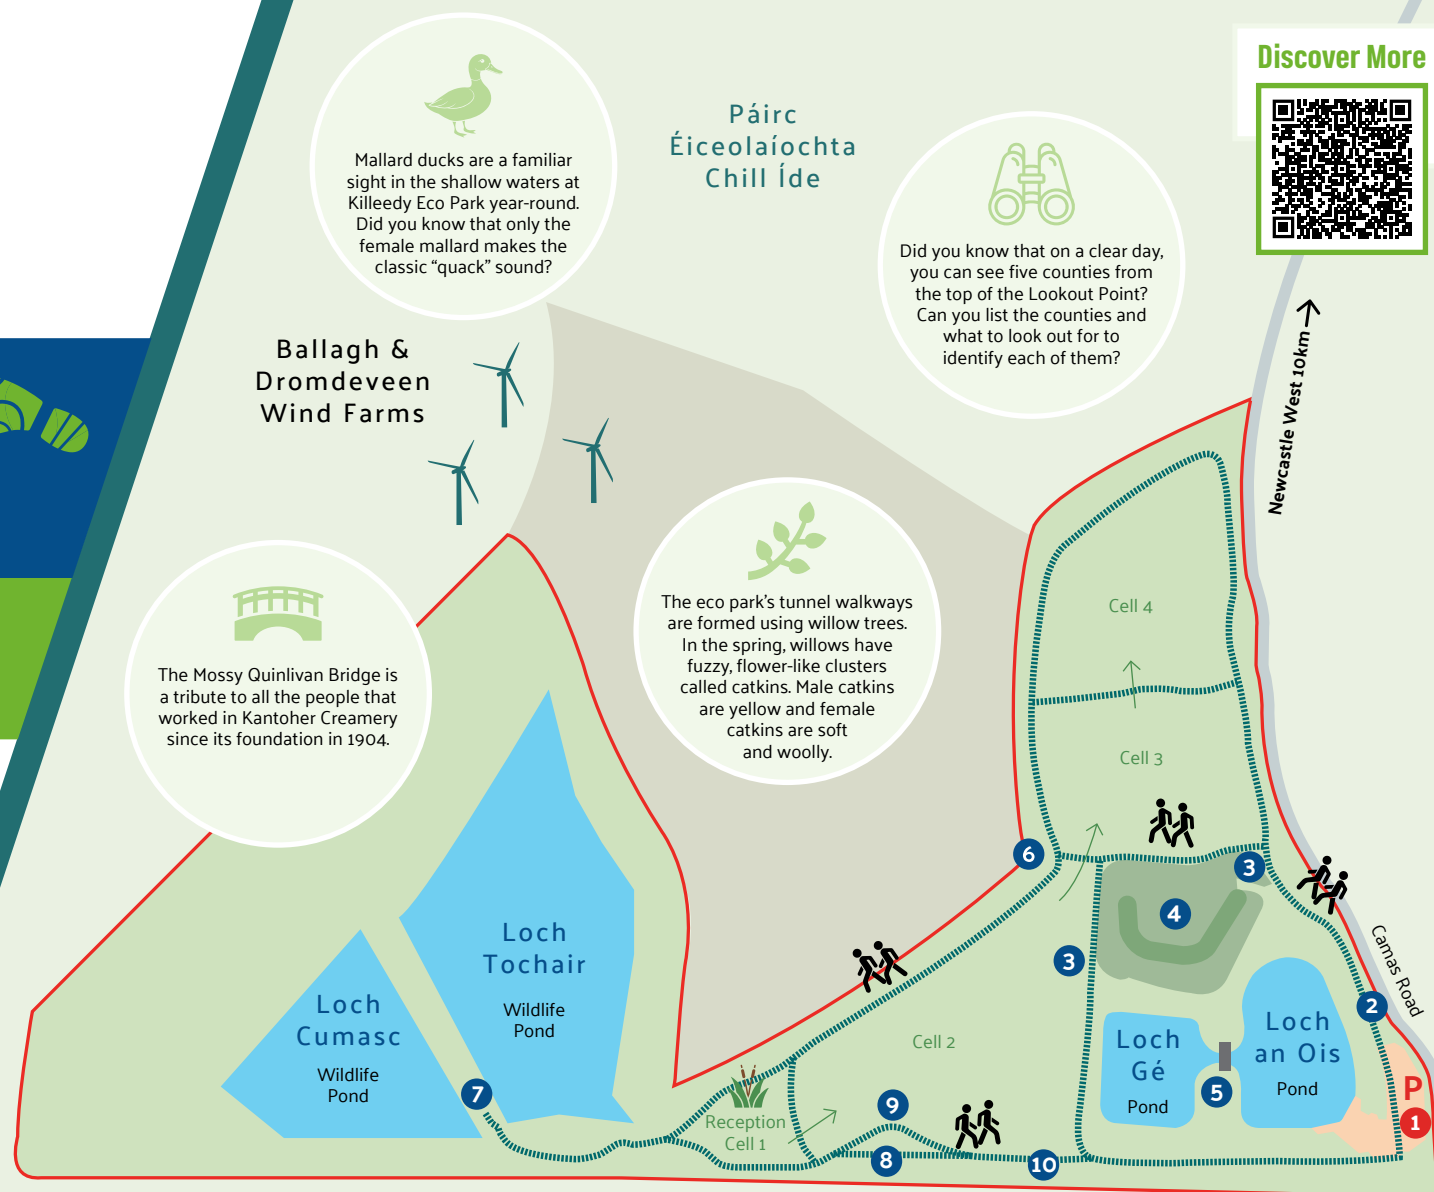 Discover More
Mallard ducks are a familiar
sight in the shallow waters at
Killeedy Eco Park year-round.
Did you know that only the
female mallard makes the
classic “quack” sound?
Páirc
Éiceolaíochta
Chill Íde
Did you know that on a clear day,
you can see five counties from
the top of the Lookout Point?
Can you list the counties and
what to look out for to
identify each of them?
Newcastle West 10km
Ballagh &
Dromdeveen
Wind Farms
The eco park’s tunnel walkways
are formed using willow trees.
In the spring, willows have
fuzzy, flower-like clusters
called catkins. Male catkins
are yellow and female
catkins are soft
and woolly.
The Mossy Quinlivan Bridge is
a tribute to all the people that
worked in Kantoher Creamery
since its foundation in 1904.
Cell 4
Cell 3
6
3
4
3
Camas Road
2
Loch
Tochair
Wildlife
Pond
Loch
Cumasc
Wildlife
Pond
7
Cell 2
Loch
Gé
Pond
Loch
an Ois
Pond
5
P
1
Reception
Cell 1
9
8
10